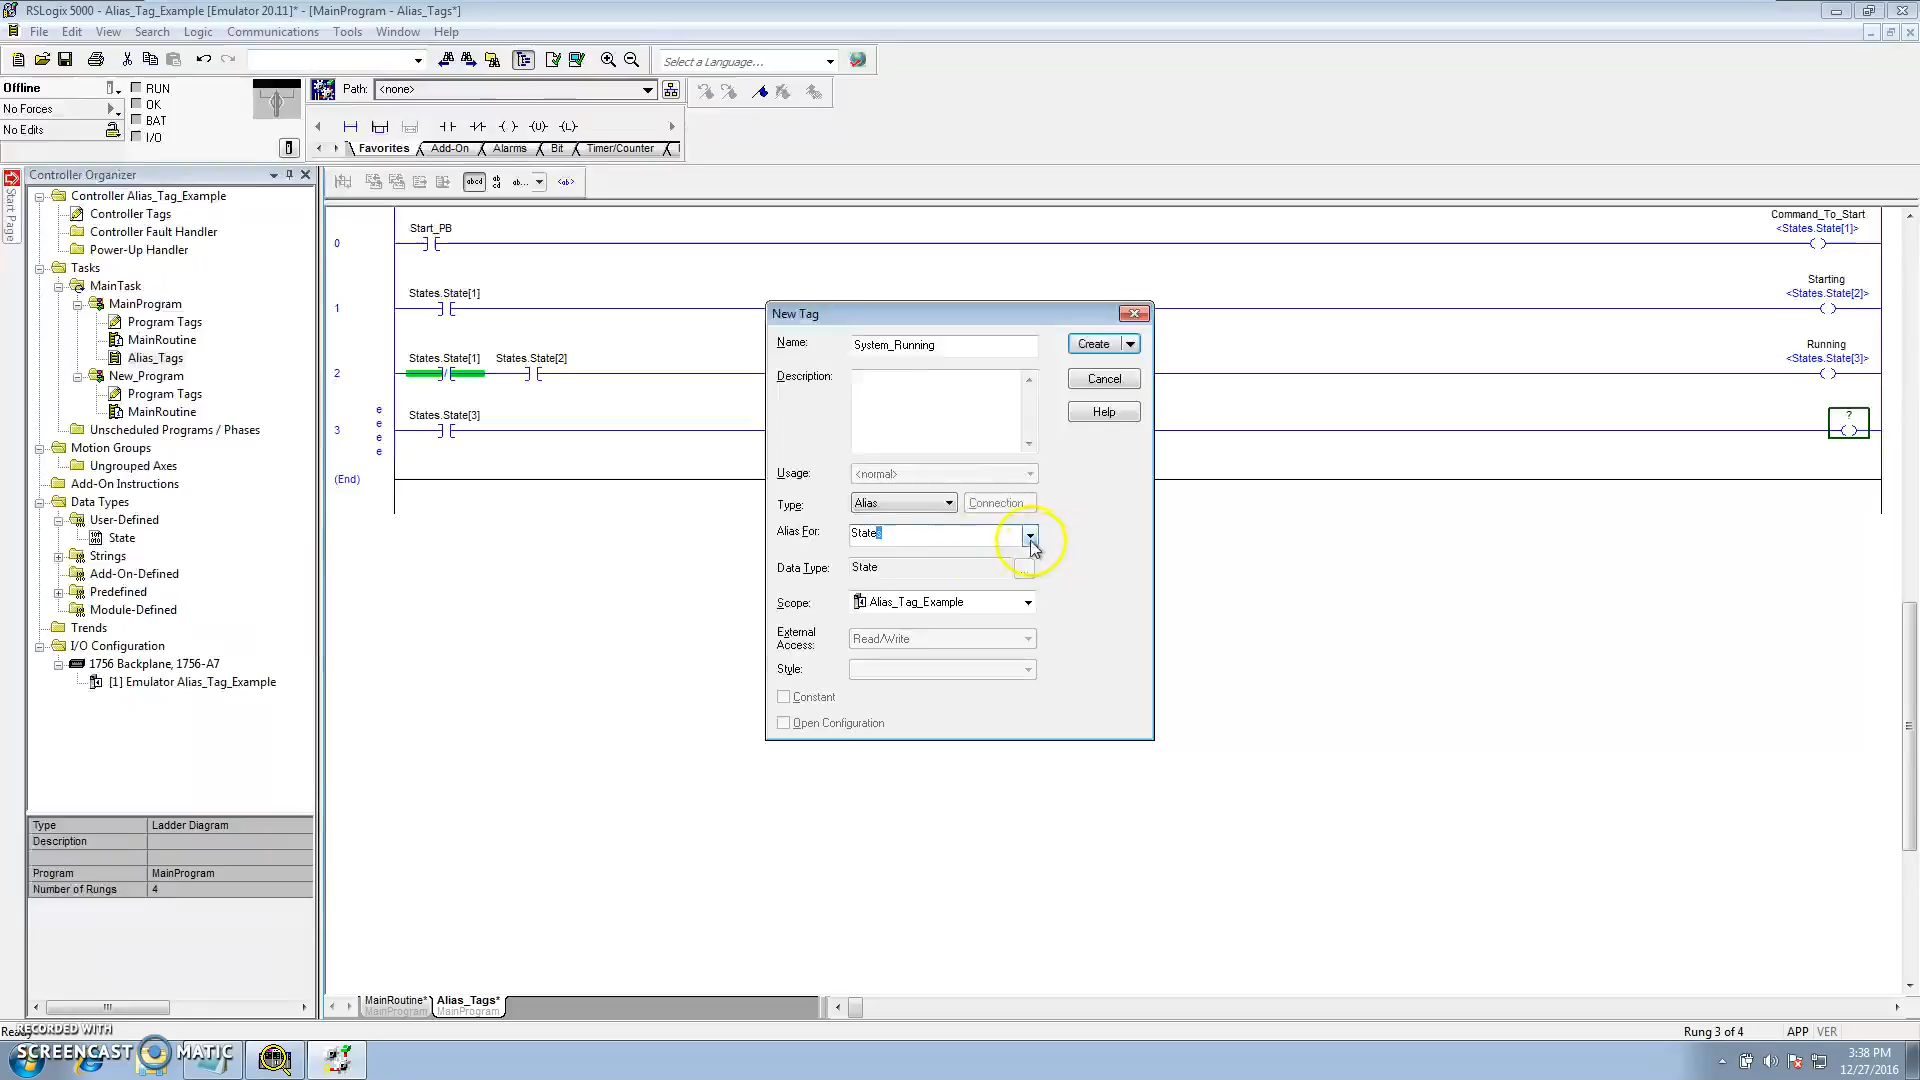 RSLogix 5000 - Alias_Tag_Example [Emulator 20.11]* - [MainProgram - Alias_Tags*]
File Edit View Search Logic Communications Tools Window Help
Select a Language...
Offline
RUN
No Forces
OK
No Edits
BAT
I/O
Path: <none>
Favorites Add-On Alarms Bit Timer/Counter
Start Page
Controller Organizer
Controller Alias_Tag_Example
Controller Tags
Controller Fault Handler
Power-Up Handler
Tasks
MainTask
MainProgram
Program Tags
MainRoutine
Alias_Tags
New_Program
Program Tags
MainRoutine
Unscheduled Programs / Phases
Motion Groups
Ungrouped Axes
Add-On Instructions
Data Types
User-Defined
State
Strings
Add-On-Defined
Predefined
Module-Defined
Trends
I/O Configuration
1756 Backplane, 1756-A7
[1] Emulator Alias_Tag_Example
Type Ladder Diagram
Description
Program MainProgram
Number of Rungs 4
abcd ab cd ab... <ab>
0 Start_PB Command_To_Start
<States.State[1]>
1 States.State[1] Starting
<States.State[2]>
2 States.State[1] States.State[2] Running
<States.State[3]>
3 States.State[3] ?
e
e
e
e
(End)
New Tag
Name: System_Running Create
Description: Cancel
Help
Usage: <normal>
Type: Alias Connection...
Alias For: States
Data Type: State ...
Scope: Alias_Tag_Example
External Access: Read/Write
Style:
Constant
Open Configuration
MainRoutine* Alias_Tags*
MainProgram MainProgram
Ready
Rung 3 of 4 APP VER
RECORDED WITH
SCREENCAST MATIC
3:38 PM
12/27/2016